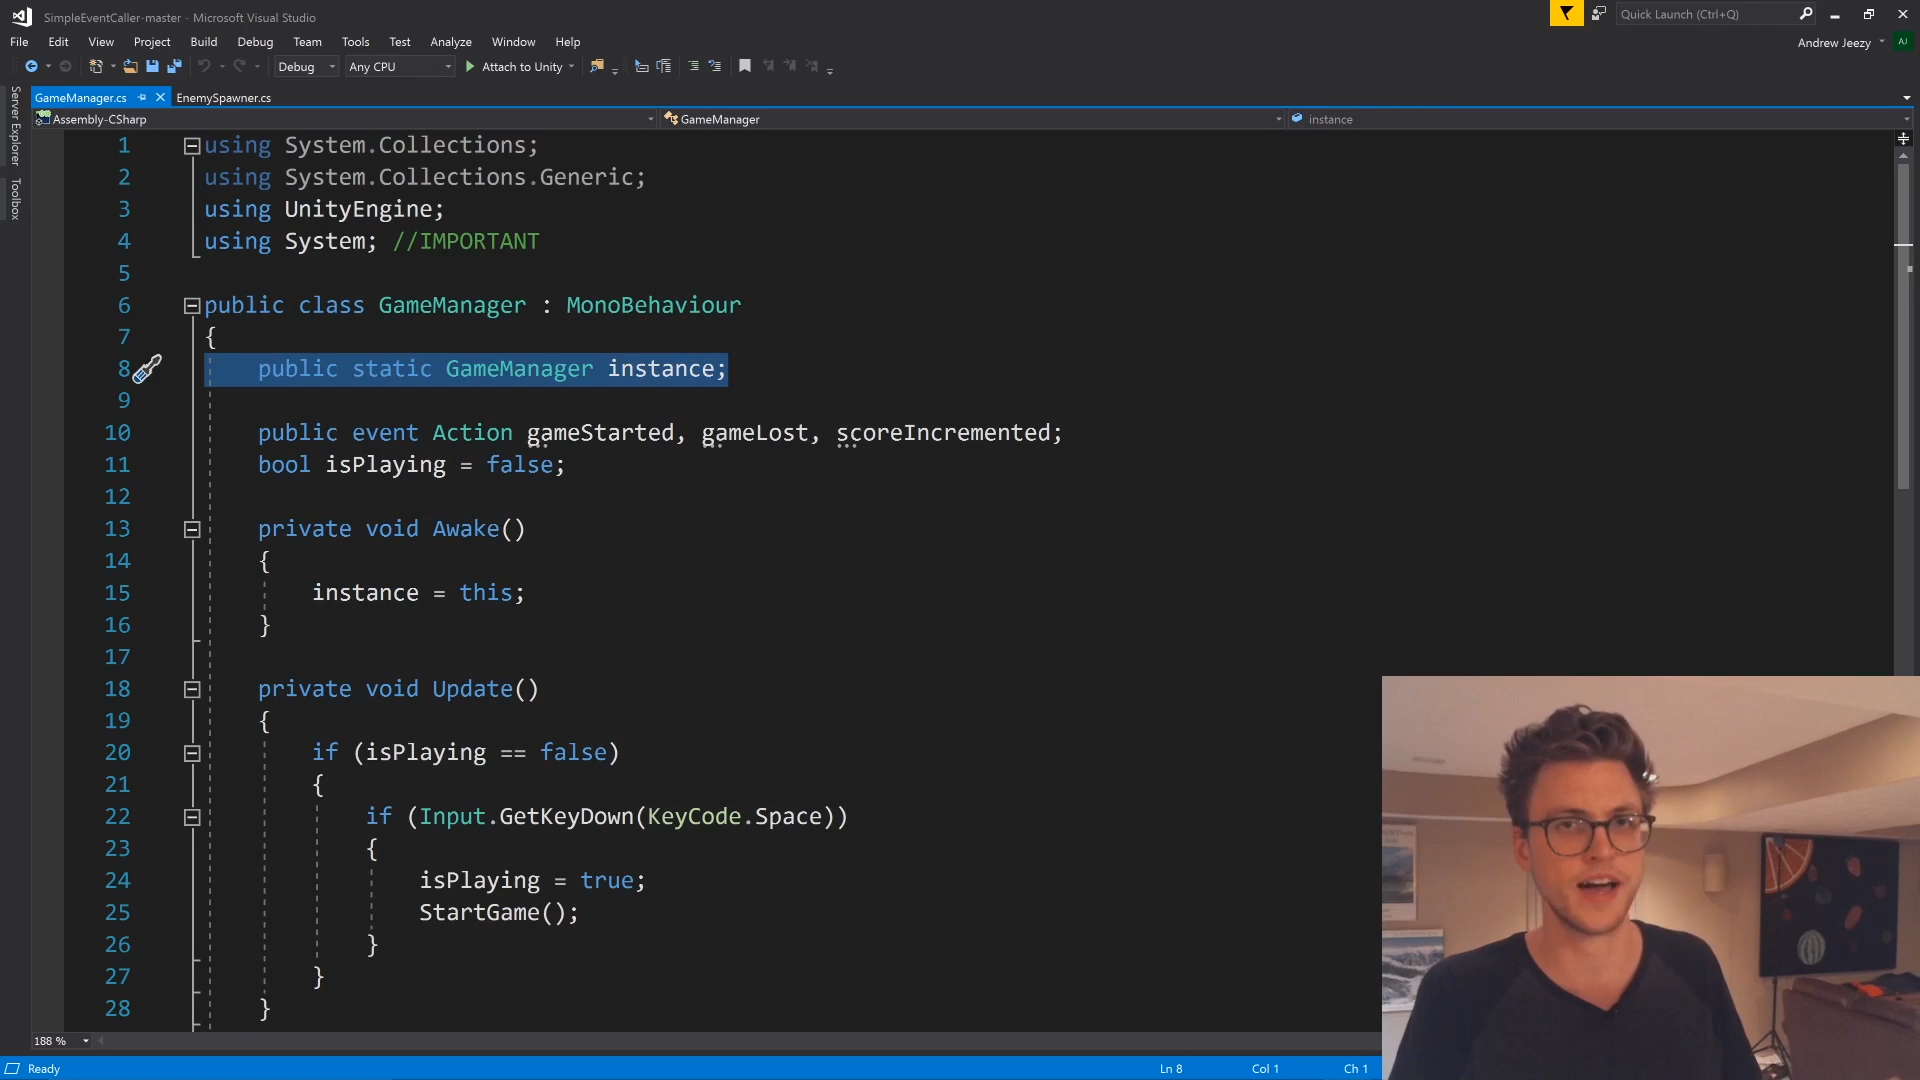 SimpleEventCaller-master - Microsoft Visual Studio
Quick Launch (Ctrl+Q)
File Edit View Project Build Debug Team Tools Test Analyze Window Help
Andrew Jeezy AJ
Debug Any CPU Attach to Unity
GameManager.cs EnemySpawner.cs
Server Explorer
Toolbox
Assembly-CSharp GameManager instance
1 using System.Collections;
2 using System.Collections.Generic;
3 using UnityEngine;
4 using System; //IMPORTANT
5
6 public class GameManager : MonoBehaviour
7 {
8 public static GameManager instance;
9
10 public event Action gameStarted, gameLost, scoreIncremented;
11 bool isPlaying = false;
12
13 private void Awake()
14 {
15 instance = this;
16 }
17
18 private void Update()
19 {
20 if (isPlaying == false)
21 {
22 if (Input.GetKeyDown(KeyCode.Space))
23 {
24 isPlaying = true;
25 StartGame();
26 }
27 }
28 }
188 %
Ready Ln 8 Col 1 Ch 1